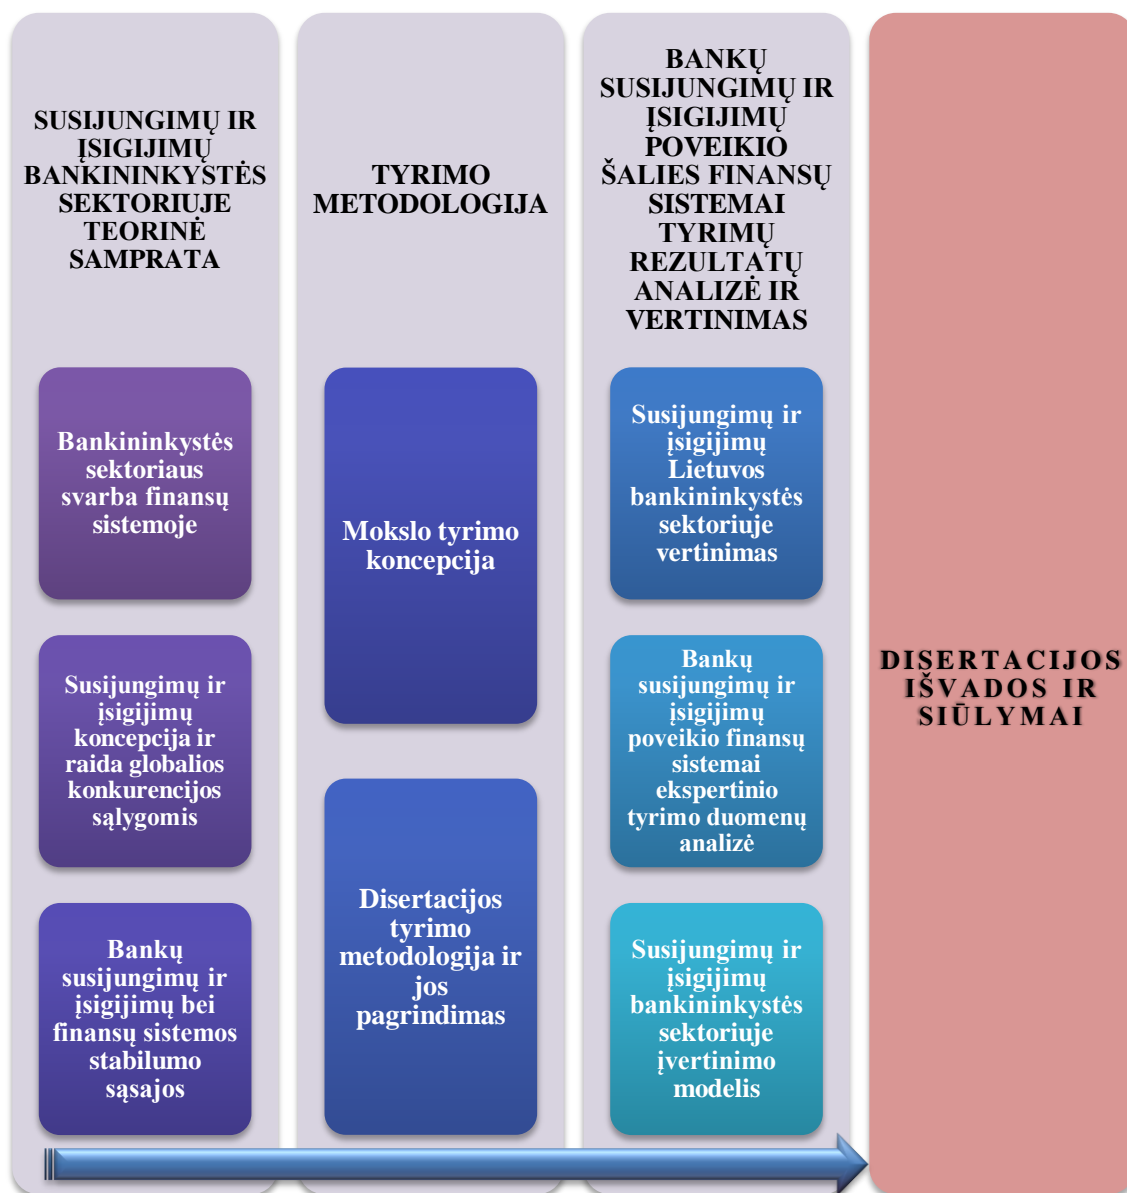 SUSIJUNGIMŲ IR
ĮSIGIJIMŲ
BANKININKYSTĖS
SEKTORIUJE
TEORINĖ
SAMPRATA
Bankininkystės
sektoriaus
svarba finansų
sistemoje
Susijungimų ir
įsigijimų
koncepcija ir
raida globalios
konkurencijos
sąlygomis
Bankų
susijungimų ir
įsigijimų bei
finansų sistemos
stabilumo
sąsajos
TYRIMO
METODOLOGIJA
Mokslo tyrimo
koncepcija
Disertacijos
tyrimo
metodologija ir
jos
pagrindimas
BANKŲ
SUSIJUNGIMŲ IR
ĮSIGIJIMŲ
POVEIKIO
ŠALIES FINANSŲ
SISTEMAI
TYRIMŲ
REZULTATŲ
ANALIZĖ IR
VERTINIMAS
Susijungimų ir
įsigijimų
Lietuvos
bankininkystės
sektoriuje
vertinimas
Bankų
susijungimų ir
įsigijimų
poveikio finansų
sistemai
ekspertinio
tyrimo duomenų
analizė
Susijungimų ir
įsigijimų
bankininkystės
sektoriuje
įvertinimo
modelis
DISERTACIJOS
IŠVADOS IR
SIŪLYMAI